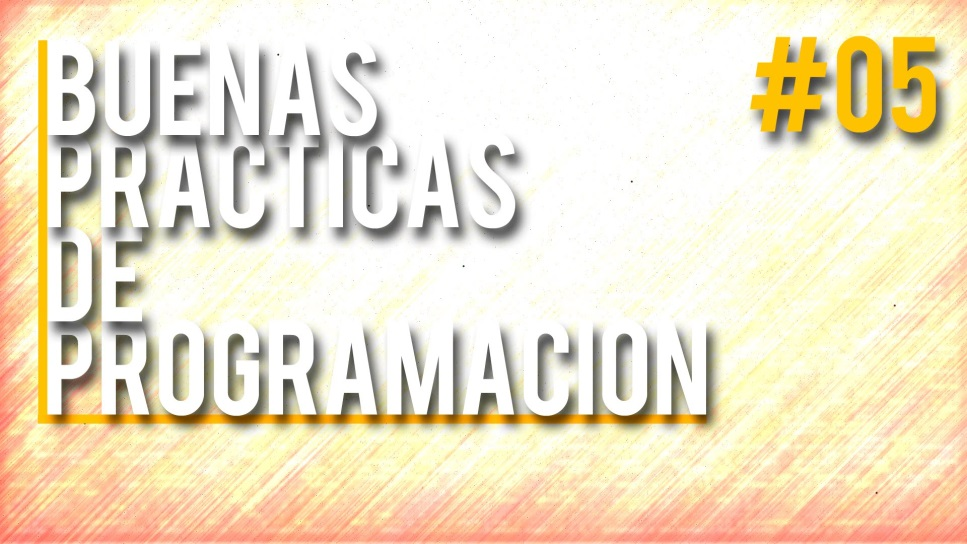 BUENAS
PRACTICAS
DE
PROGRAMACION
#05